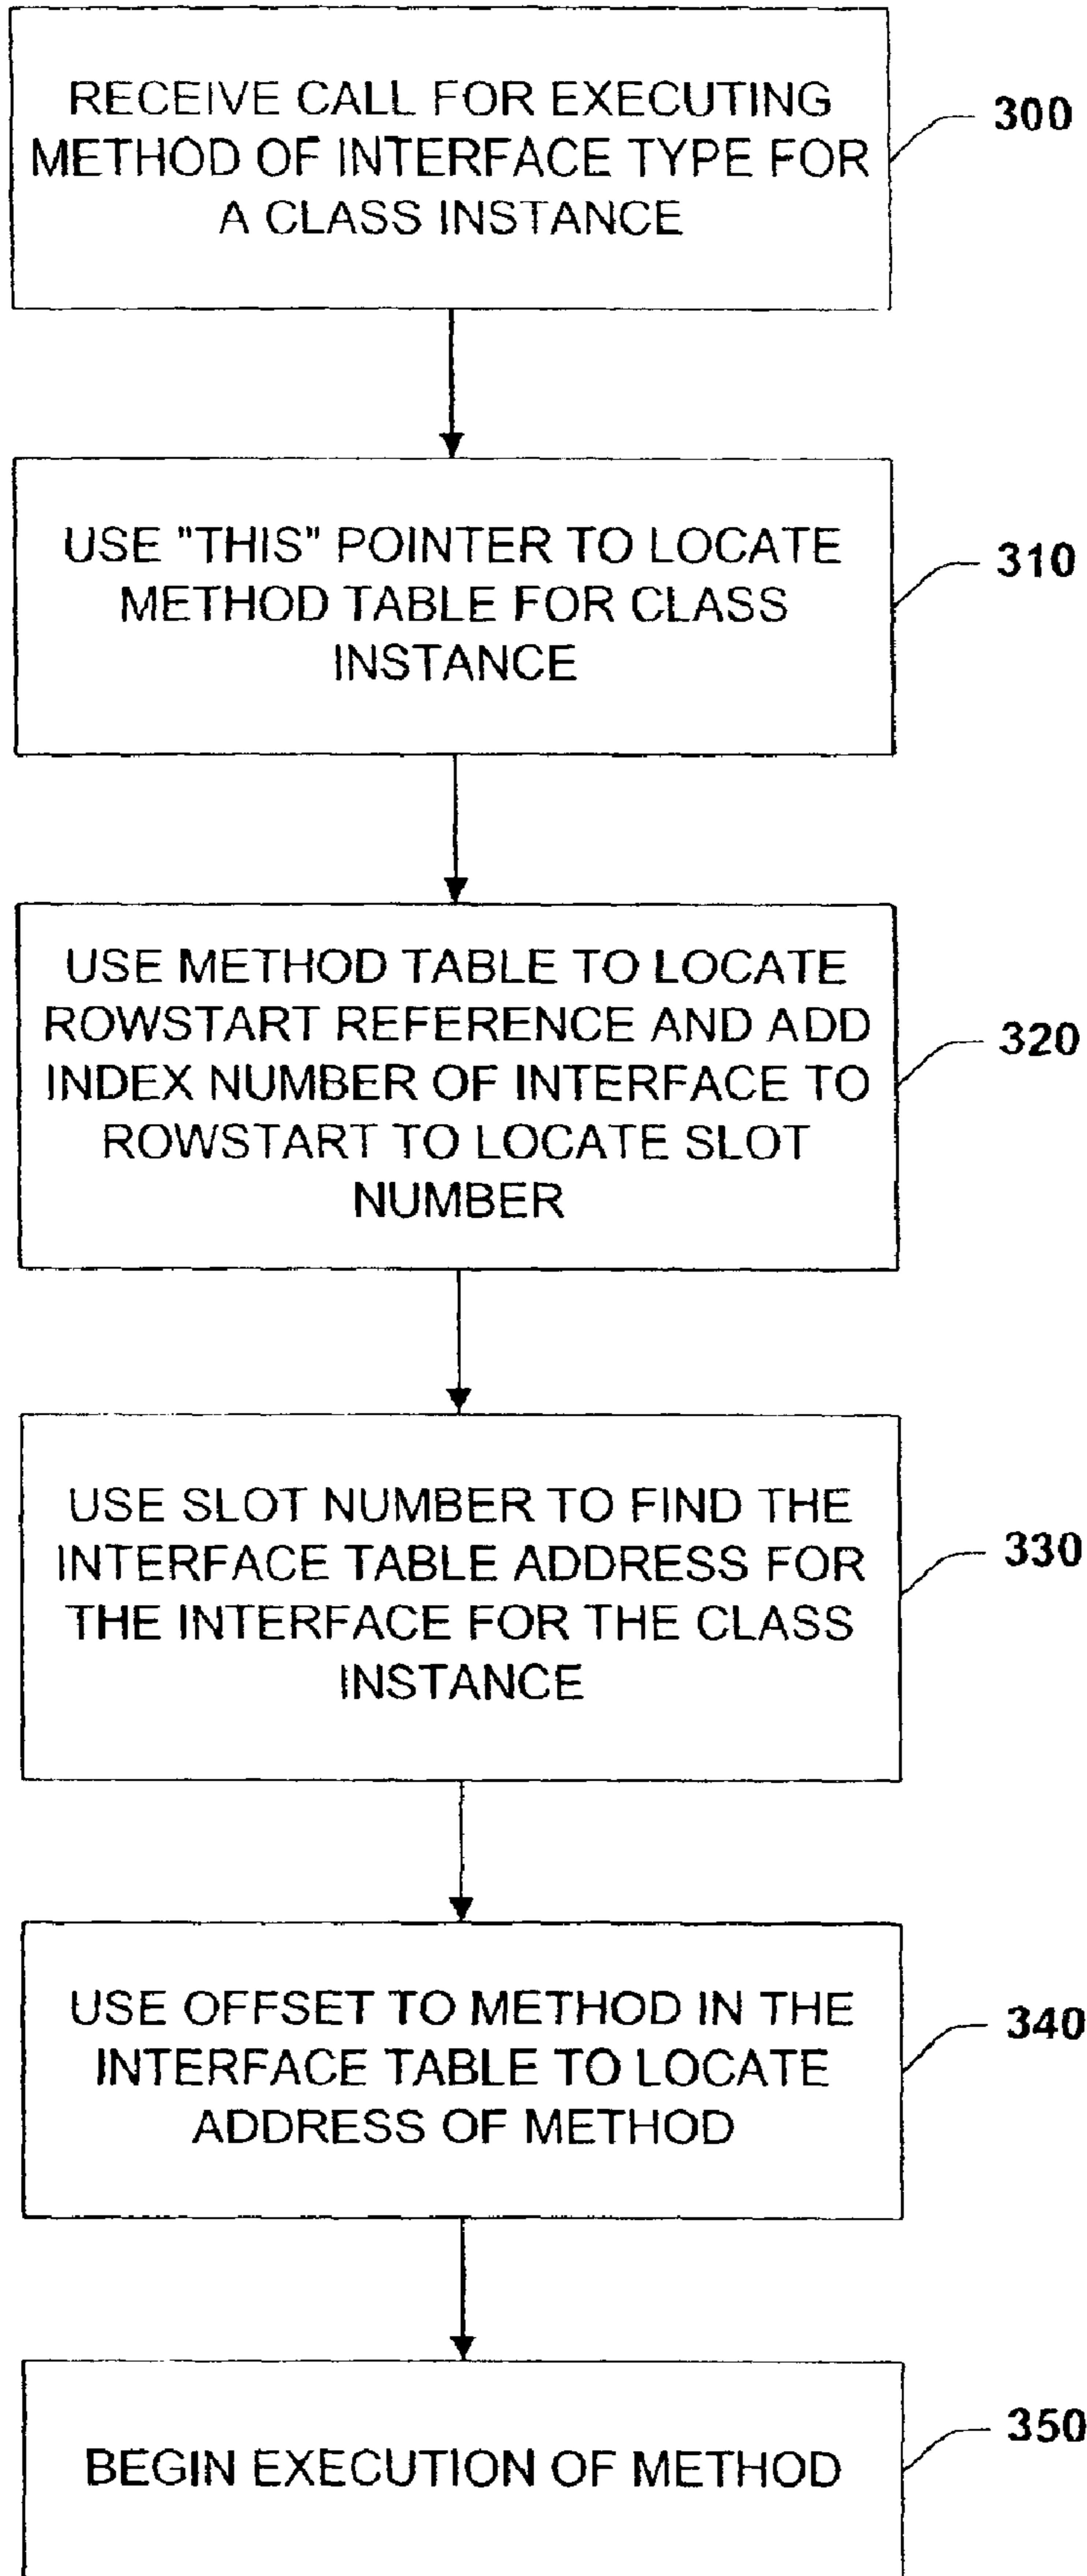 RECEIVE CALL FOR EXECUTING
METHOD OF INTERFACE TYPE FOR
A CLASS INSTANCE
300
USE "THIS" POINTER TO LOCATE
METHOD TABLE FOR CLASS
INSTANCE
310
USE METHOD TABLE TO LOCATE
ROWSTART REFERENCE AND ADD
INDEX NUMBER OF INTERFACE TO
ROWSTART TO LOCATE SLOT
NUMBER
320
USE SLOT NUMBER TO FIND THE
INTERFACE TABLE ADDRESS FOR
THE INTERFACE FOR THE CLASS
INSTANCE
330
USE OFFSET TO METHOD IN THE
INTERFACE TABLE TO LOCATE
ADDRESS OF METHOD
340
BEGIN EXECUTION OF METHOD
350